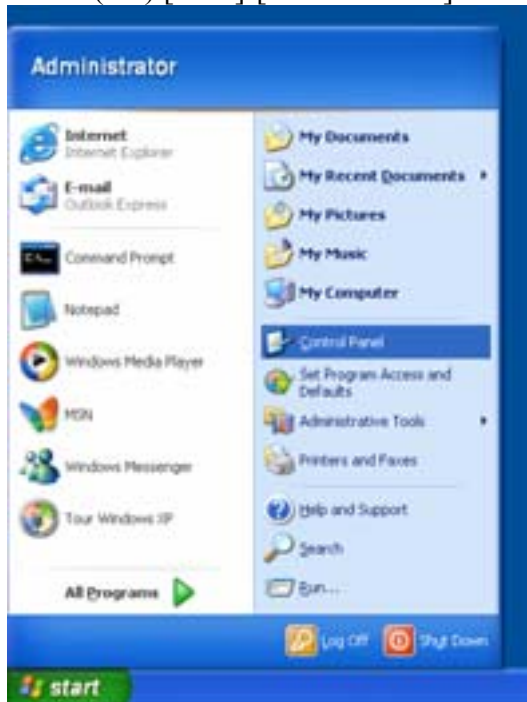 Administrator
Internet
Internet Explorer
E-mail
Outlook Express
Command Prompt
Notepad
Windows Media Player
MSN
Windows Messenger
Tour Windows XP
All Programs
My Documents
My Recent Documents
My Pictures
My Music
My Computer
Control Panel
Set Program Access and
Defaults
Administrative Tools
Printers and Faxes
Help and Support
Search
Run...
Log Off
Shut Down
start